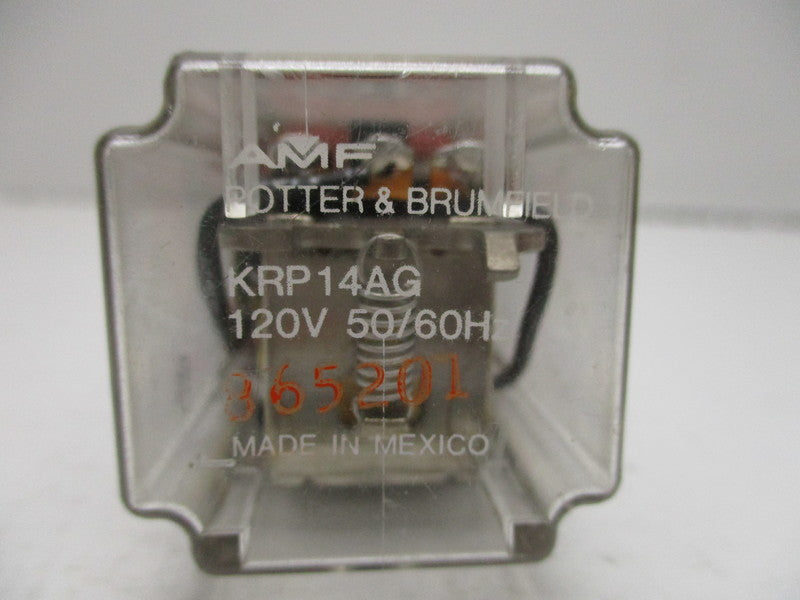 AMF
POTTER & BRUMFIELD
KRP14AG
120V 50/60Hz
365201
MADE IN MEXICO